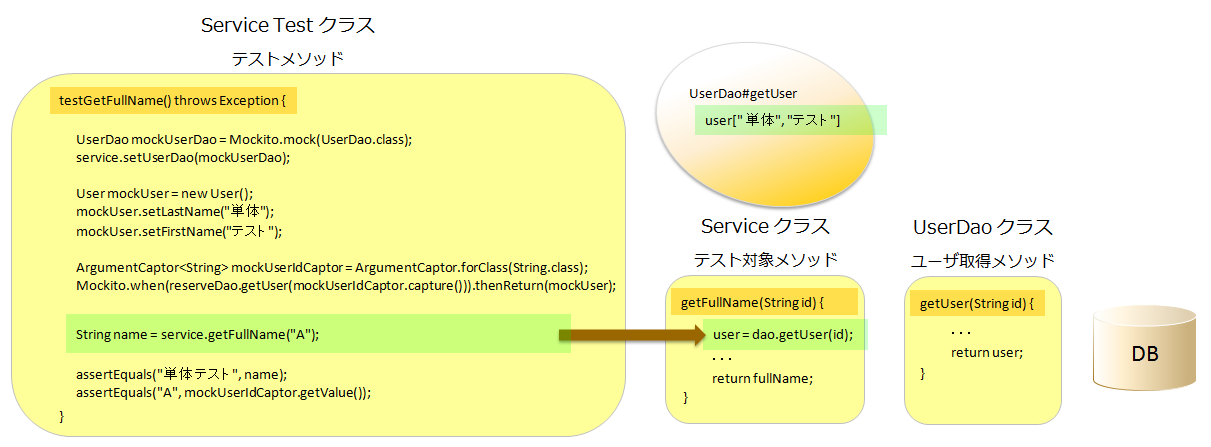 Service Test クラス
テストメソッド
testGetFullName() throws Exception {
UserDao mockUserDao = Mockito.mock(UserDao.class);
service.setUserDao(mockUserDao);
User mockUser = new User();
mockUser.setLastName("単体");
mockUser.setFirstName("テスト");
ArgumentCaptor<String> mockUserIdCaptor = ArgumentCaptor.forClass(String.class);
Mockito.when(reserveDao.getUser(mockUserIdCaptor.capture())).thenReturn(mockUser);
String name = service.getFullName("A");
assertEquals("単体テスト", name);
assertEquals("A", mockUserIdCaptor.getValue());
}
UserDao#getUser
user["単体", "テスト"]
Service クラス
テスト対象メソッド
getFullName(String id) {
user = dao.getUser(id);
. . .
return fullName;
}
UserDao クラス
ユーザ取得メソッド
getUser(String id) {
. . .
return user;
}
DB